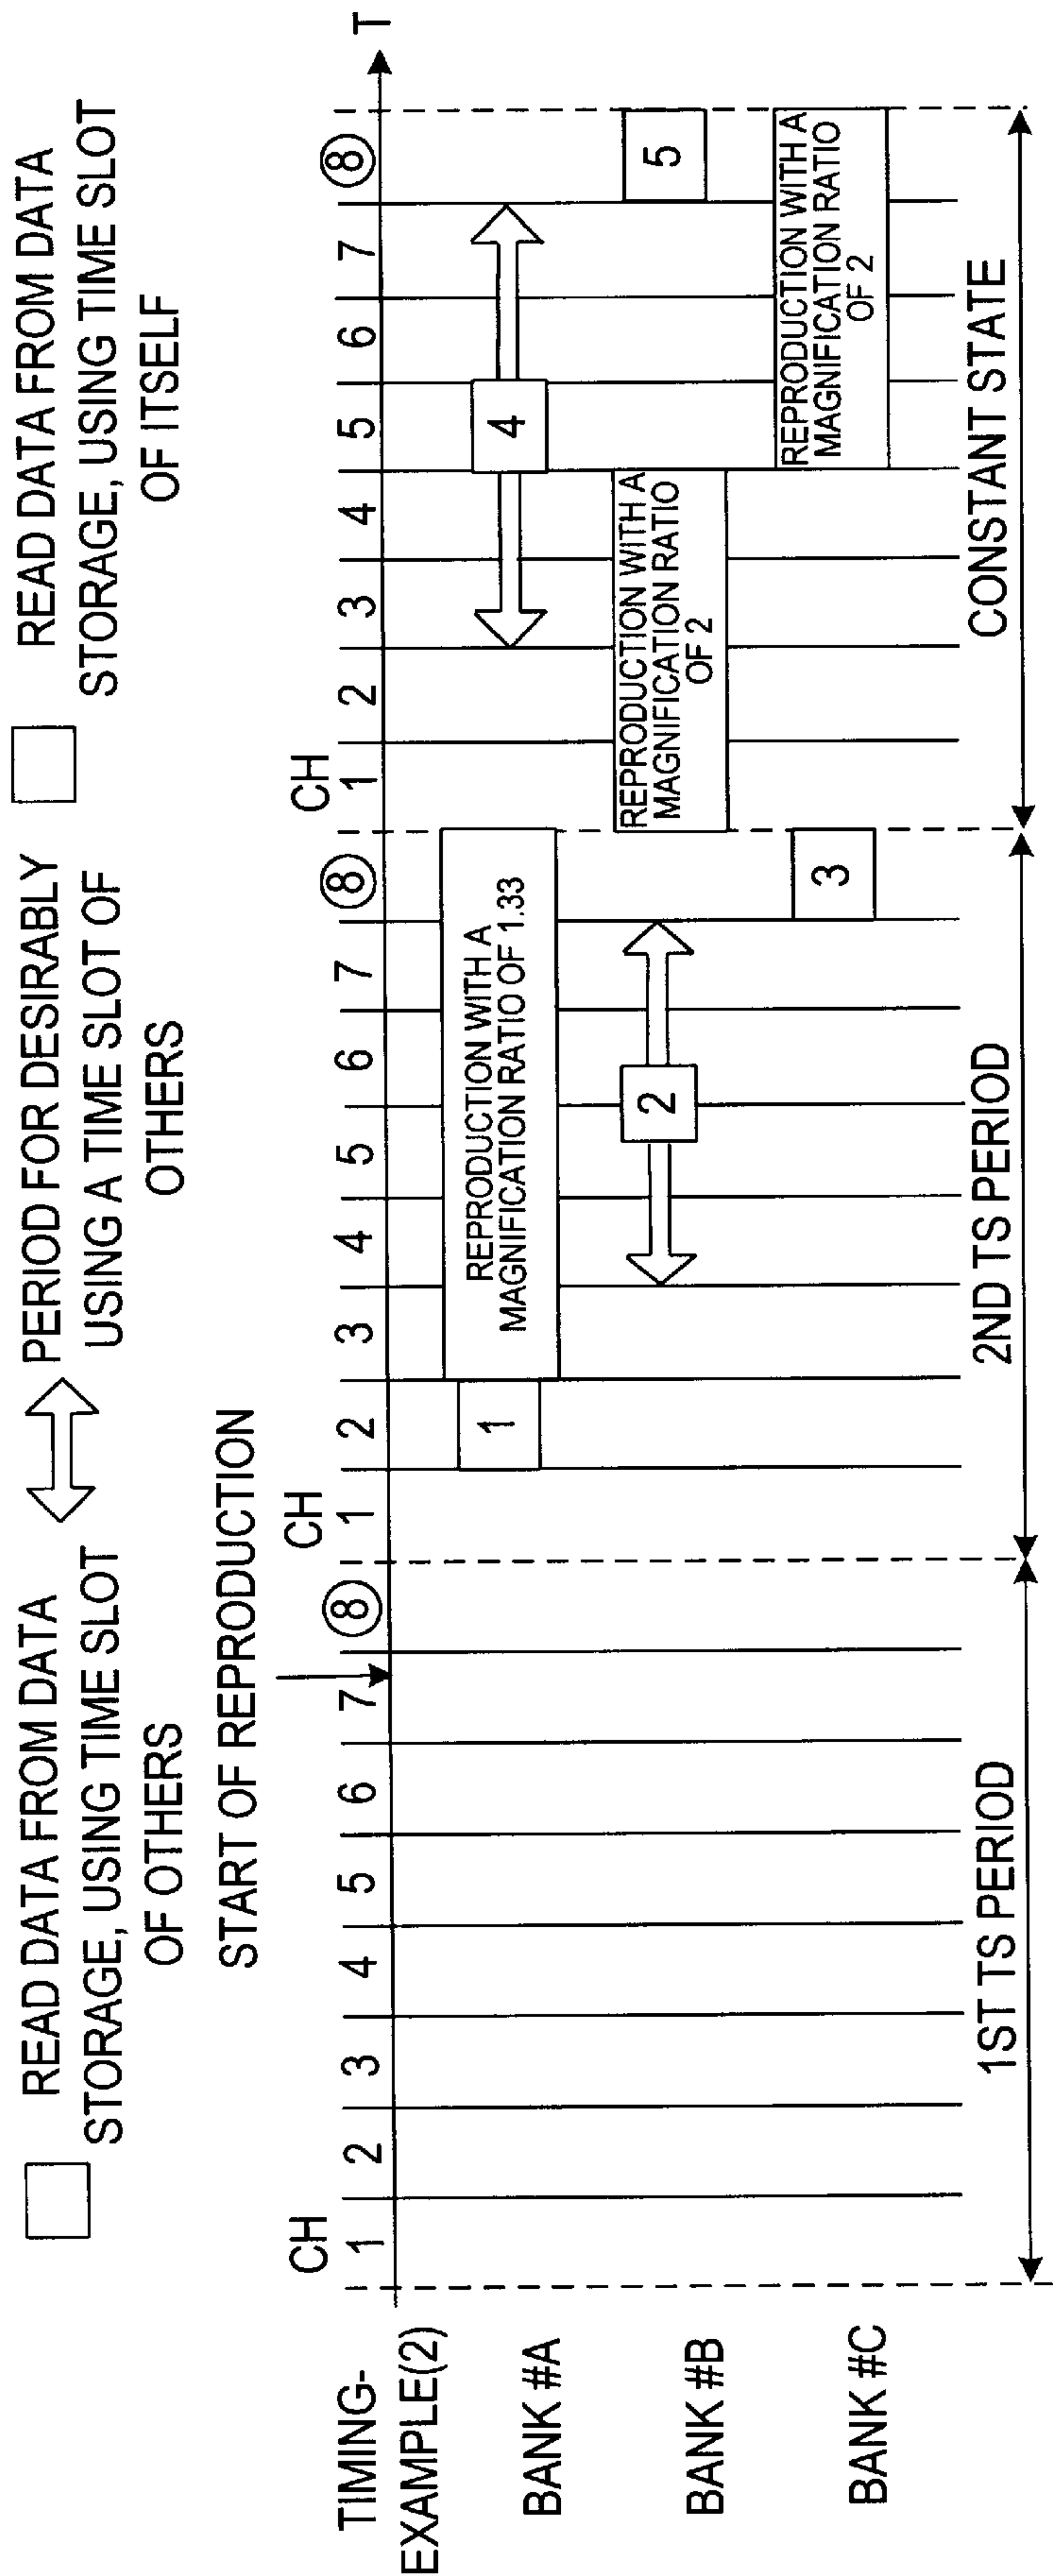 READ DATA FROM DATA
STORAGE, USING TIME SLOT
OF OTHERS
PERIOD FOR DESIRABLY
USING A TIME SLOT OF
OTHERS
READ DATA FROM DATA
STORAGE, USING TIME SLOT
OF ITSELF
START OF REPRODUCTION
TIMING-
EXAMPLE(2)
CH
1 2 3 4 5 6 7 8
CH
1 2 3 4 5 6 7 8
CH
1 2 3 4 5 6 7 8
T
BANK #A
1
REPRODUCTION WITH A
MAGNIFICATION RATIO OF 1.33
4
BANK #B
2
REPRODUCTION WITH A
MAGNIFICATION RATIO
OF 2
5
BANK #C
3
REPRODUCTION WITH A
MAGNIFICATION RATIO
OF 2
1ST TS PERIOD
2ND TS PERIOD
CONSTANT STATE